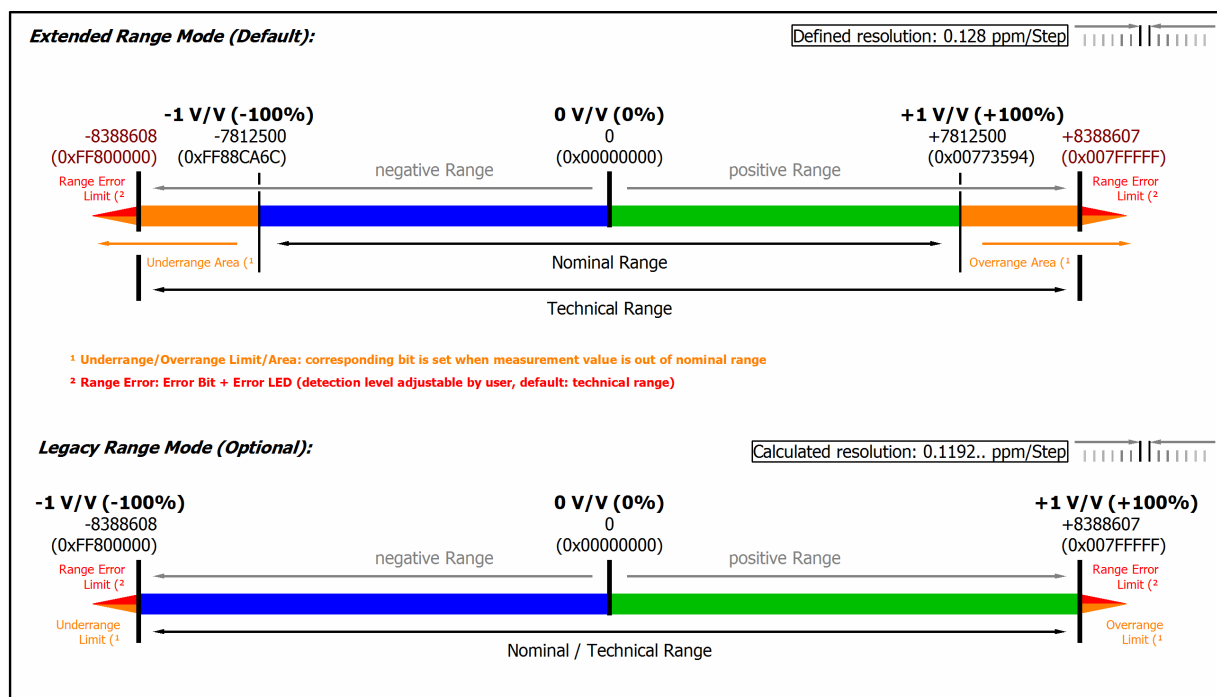 Extended Range Mode (Default):
Defined resolution: 0.128 ppm/Step
-1 V/V (-100%)
0 V/V (0%)
+1 V/V (+100%)
-8388608
-7812500
0
+7812500
+8388607
(0xFF800000)
(0xFF88CA6C)
(0x00000000)
(0x00773594)
(0x007FFFFF)
negative Range
positive Range
Range Error
Limit (²
Range Error
Limit (²
Underrange Area (¹
Nominal Range
Overrange Area (¹
Technical Range
¹ Underrange/Overrange Limit/Area: corresponding bit is set when measurement value is out of nominal range
² Range Error: Error Bit + Error LED (detection level adjustable by user, default: technical range)
Legacy Range Mode (Optional):
Calculated resolution: 0.1192.. ppm/Step
-1 V/V (-100%)
0 V/V (0%)
+1 V/V (+100%)
-8388608
0
+8388607
(0xFF800000)
(0x00000000)
(0x007FFFFF)
negative Range
positive Range
Range Error
Limit (²
Range Error
Limit (²
Underrange
Limit (¹
Overrange
Limit (¹
Nominal / Technical Range